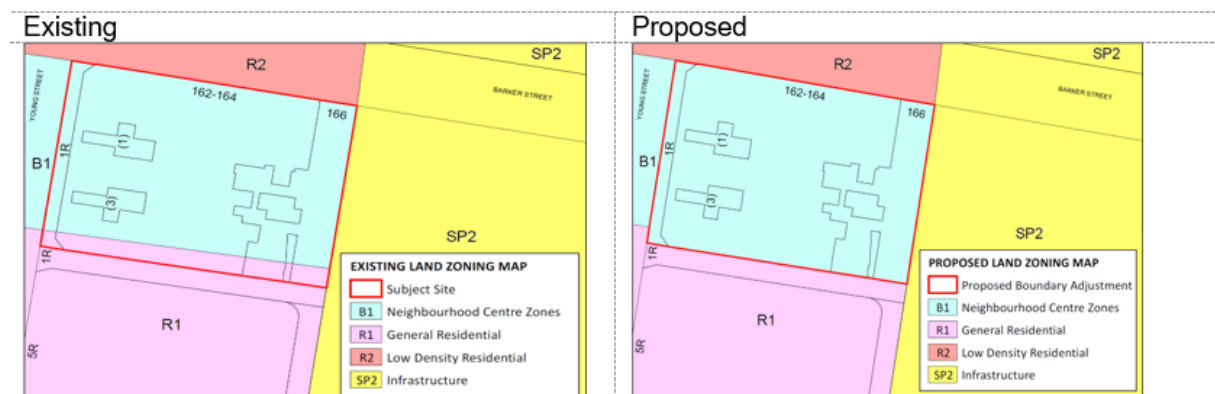 Existing
SP2
R2
BARKER STREET
YOUNG STREET
162-164
166
(1)
1R
B1
(3)
SP2
1R
R1
5R
EXISTING LAND ZONING MAP
Subject Site
B1 Neighbourhood Centre Zones
R1 General Residential
R2 Low Density Residential
SP2 Infrastructure
Proposed
SP2
R2
BARKER STREET
YOUNG STREET
162-164
166
(1)
1R
B1
(3)
SP2
1R
R1
5R
PROPOSED LAND ZONING MAP
Proposed Boundary Adjustment
B1 Neighbourhood Centre Zones
R1 General Residential
R2 Low Density Residential
SP2 Infrastructure